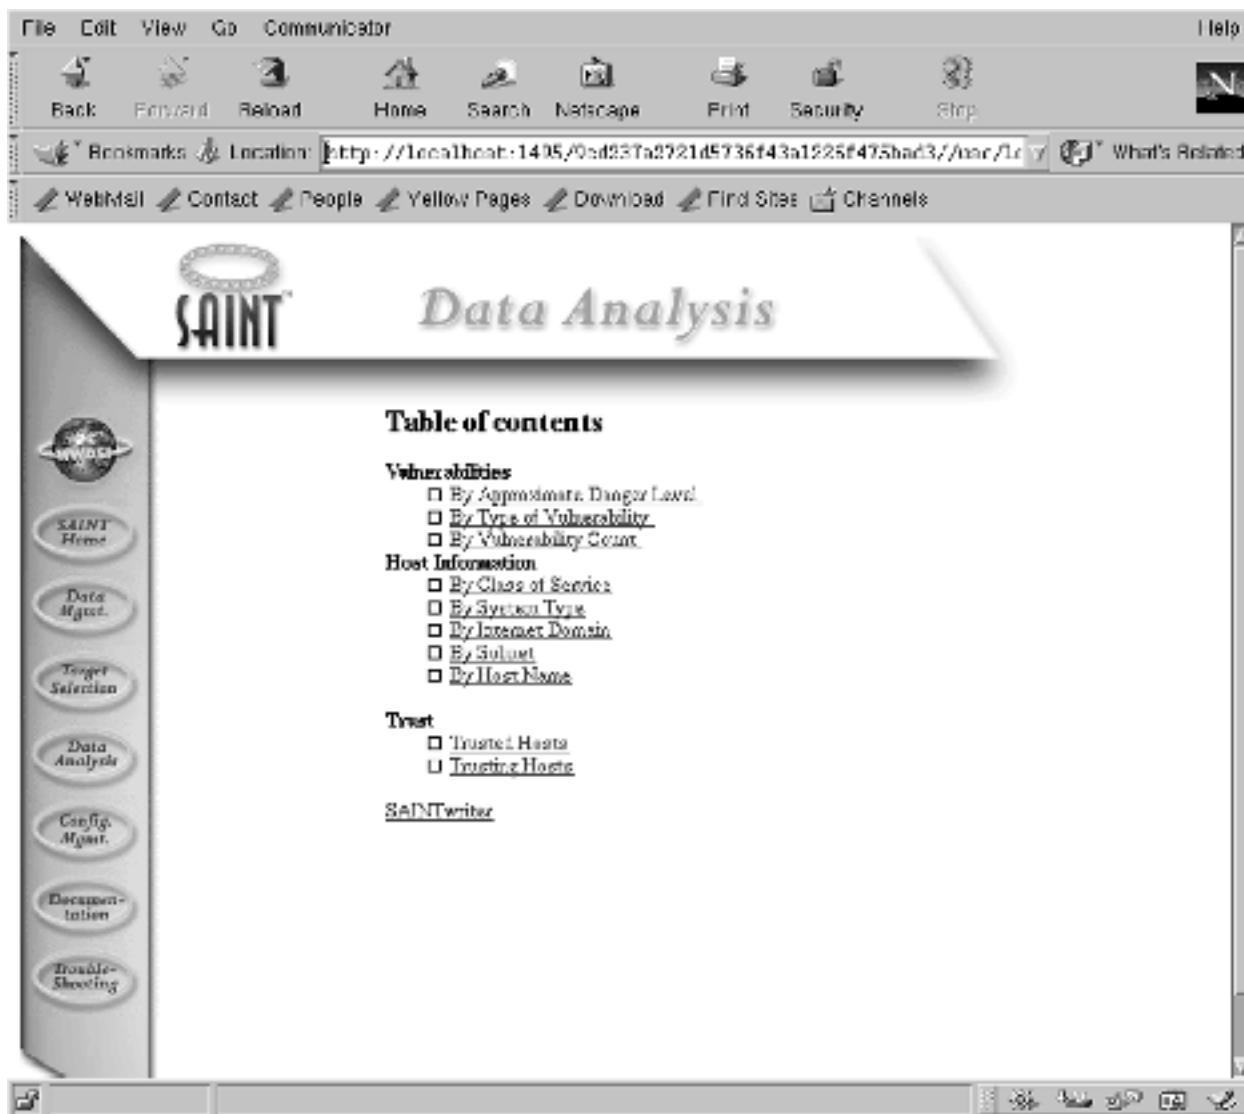 File Edit View Go Communicator Help
Back Forward Reload Home Search Netscape Print Security Stop
N
Bookmarks Location: http://localhost:1495/ What's Related
WebMail Contact People Yellow Pages Download Find Sites Channels
SAINT™ Data Analysis
Table of contents
Vulnerabilities
By Approximate Danger Level
By Type of Vulnerability
By Vulnerability Count
Host Information
By Class of Service
By System Type
By Internet Domain
By Subnet
By Host Name
Trust
Trusted Hosts
Trusting Hosts
SAINTwriter
WWDSI
SAINT
Home
Data
Mgmt.
Target
Selection
Data
Analysis
Config.
Mgmt.
Documen-
tation
Trouble-
Shooting